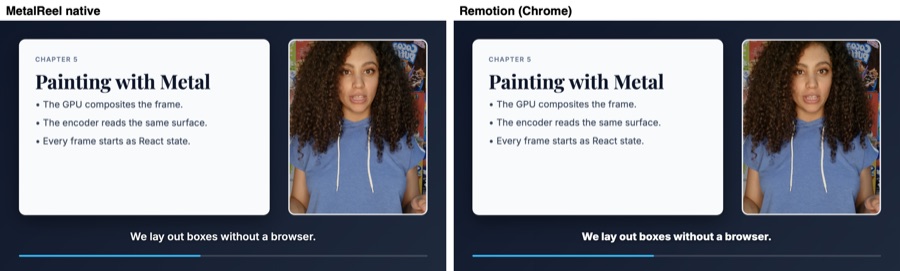 MetalReel native
CHAPTER 5
Painting with Metal
• The GPU composites the frame.
• The encoder reads the same surface.
• Every frame starts as React state.
We lay out boxes without a browser.
Remotion (Chrome)
CHAPTER 5
Painting with Metal
• The GPU composites the frame.
• The encoder reads the same surface.
• Every frame starts as React state.
We lay out boxes without a browser.